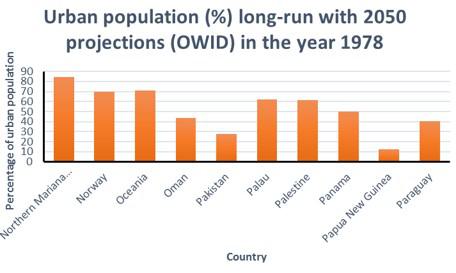 Urban population (%) long-run with 2050
projections (OWID) in the year 1978
Percentage of urban population
90
80
70
60
50
40
30
20
10
0
Northern Mariana...
Norway
Oceania
Oman
Pakistan
Palau
Palestine
Panama
Papua New Guinea
Paraguay
Country